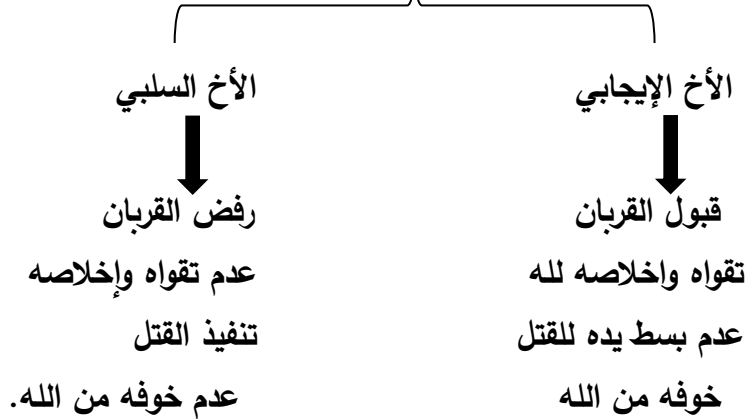 الأخ الإيجابي
قبول القربان
تقواه واخلاصه لله
عدم بسط يده للقتل
خوفه من الله
الأخ السلبي
رفض القربان
عدم تقواه وإخلاصه
تنفيذ القتل
عدم خوفه من الله.